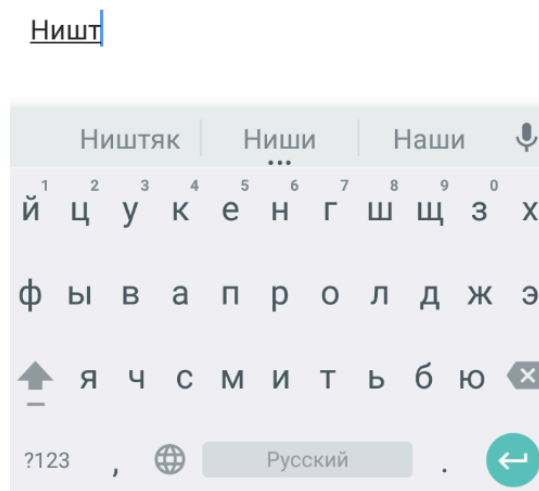 Ништ
Ништяк Ниши Наши
1 2 3 4 5 6 7 8 9 0
й ц у к е н г ш щ з х
ф ы в а п р о л д ж э
я ч с м и т ь б ю
?123 , Русский .